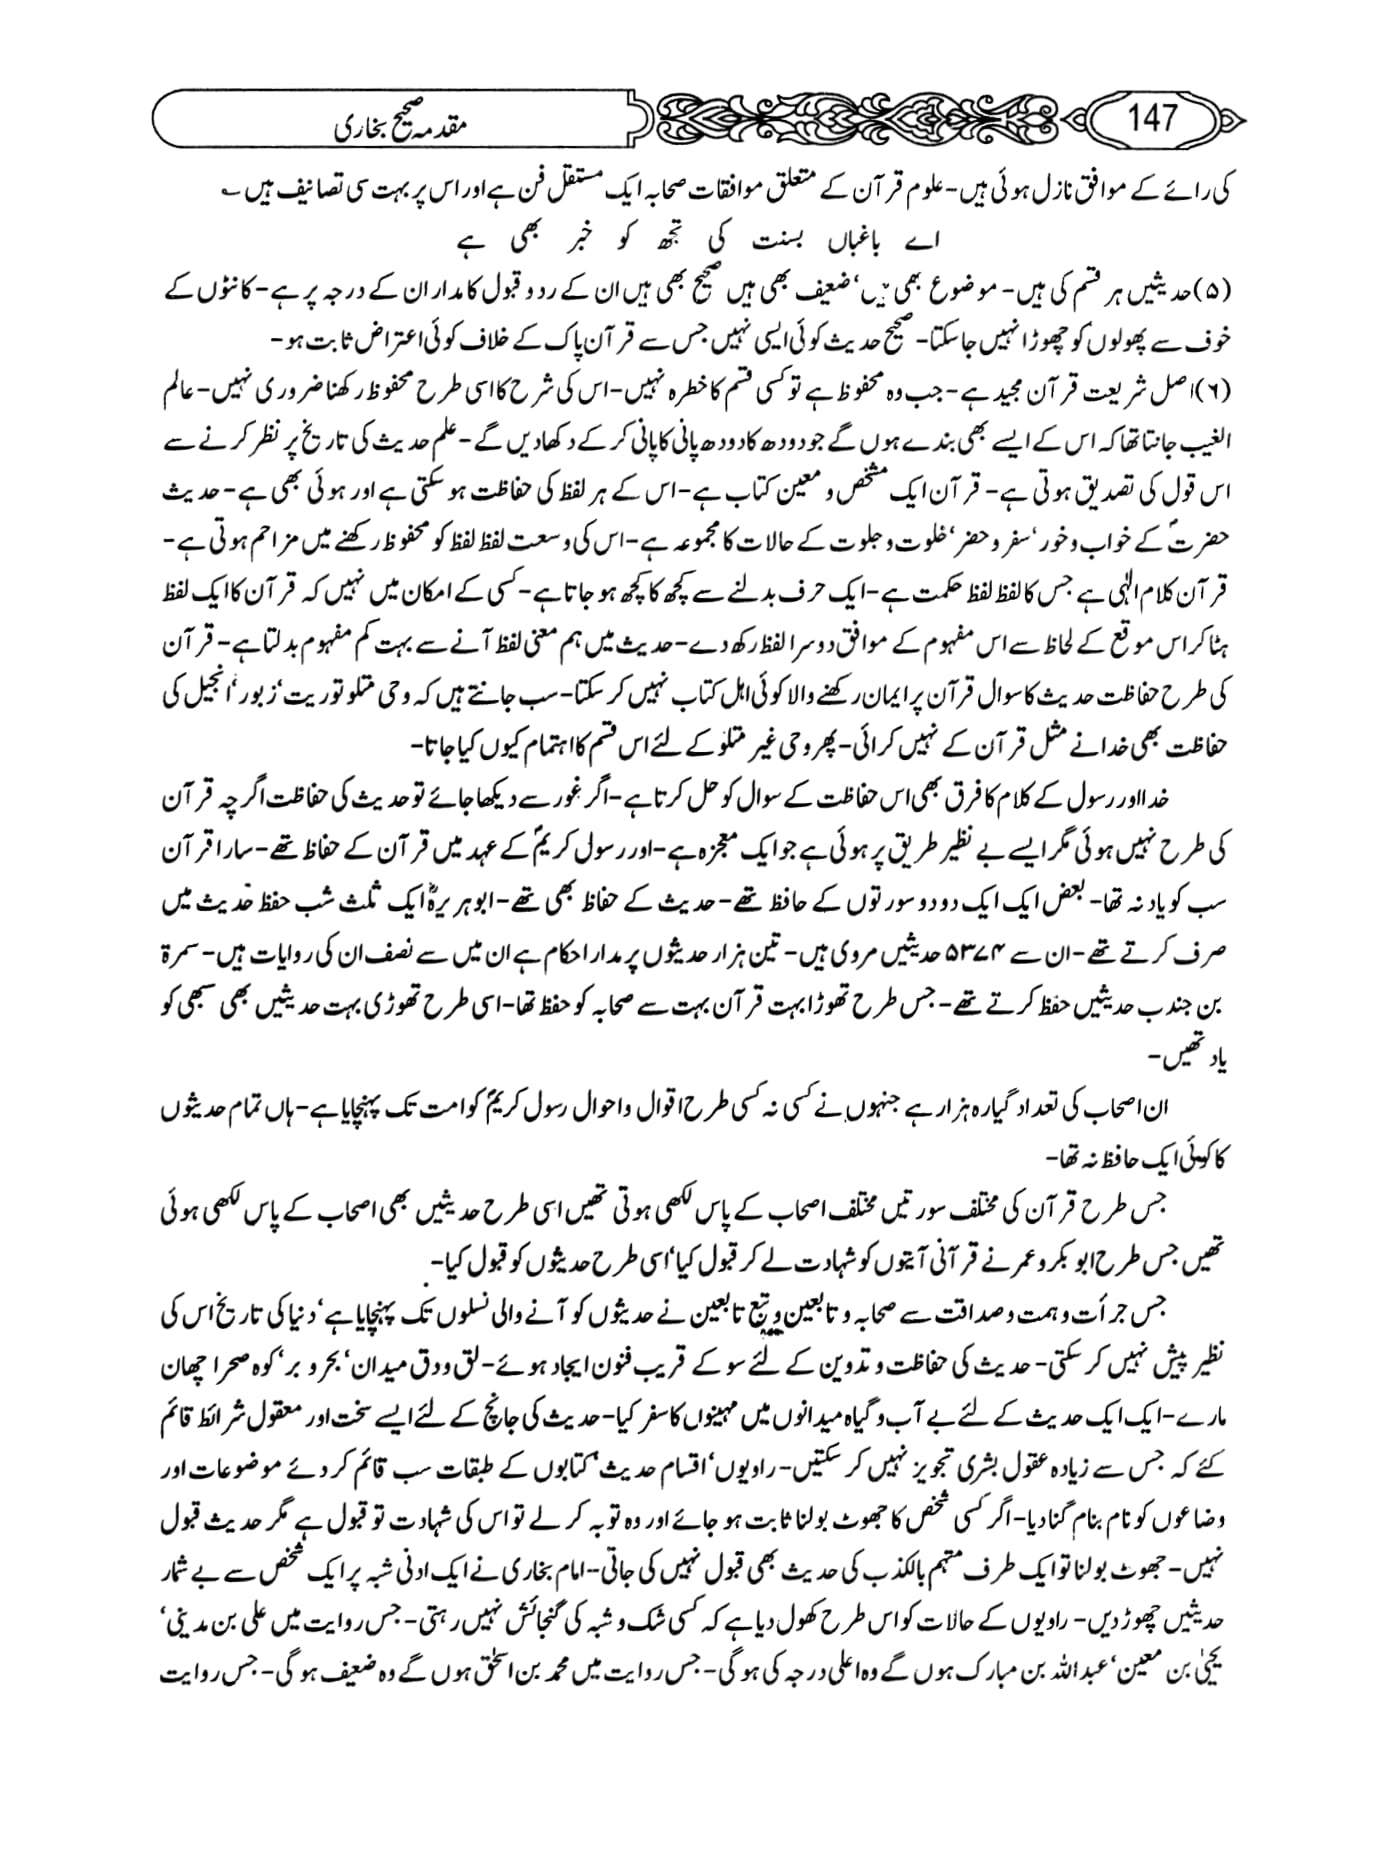 147
مقدمہ صحیح بخاری
کی رائے کے موافق نازل ہوئی ہیں۔ علوم قرآن کے متعلق موافقات صحابہ ایک مستقل فن ہے اور اس پر بہت سی تصانیف ہیں ؎
اے باغباں بسنت کی تجھ کو خبر بھی ہے
(۵) حدیثیں ہر قسم کی ہیں۔ موضوع بھی ہیں‘ ضعیف بھی ہیں صحیح بھی ہیں ان کے رد و قبول کا مدار ان کے درجہ پر ہے۔ کانٹوں کے
خوف سے پھولوں کو چھوڑا نہیں جا سکتا۔ صحیح حدیث کوئی ایسی نہیں جس سے قرآن پاک کے خلاف کوئی اعتراض ثابت ہو۔
(۶) اصل شریعت قرآن مجید ہے۔ جب وہ محفوظ ہے تو کسی قسم کا خطرہ نہیں۔ اس کی شرح کا اسی طرح محفوظ رکھنا ضروری نہیں۔ عالم
الغیب جانتا تھا کہ اس کے ایسے بھی بندے ہوں گے جو دودھ کا دودھ پانی کا پانی کر کے دکھا دیں گے۔ علم حدیث کی تاریخ پر نظر کرنے سے
اس قول کی تصدیق ہوتی ہے۔ قرآن ایک مشخص و معین کتاب ہے۔ اس کے ہر لفظ کی حفاظت ہو سکتی ہے اور ہوئی بھی ہے۔ حدیث
حضرتؐ کے خواب و خور‘ سفر و حضر‘ خلوت و جلوت کے حالات کا مجموعہ ہے۔ اس کی وسعت لفظ لفظ کو محفوظ رکھنے میں مزاحم ہوتی ہے۔
قرآن کلام الٰہی ہے جس کا لفظ لفظ حکمت ہے۔ ایک حرف بدلنے سے کچھ کا کچھ ہو جاتا ہے۔ کسی کے امکان میں نہیں کہ قرآن کا ایک لفظ
ہٹا کر اس موقع کے لحاظ سے اس مفہوم کے موافق دوسرا لفظ رکھ دے۔ حدیث میں ہم معنی لفظ آنے سے بہت کم مفہوم بدلتا ہے۔ قرآن
کی طرح حفاظت حدیث کا سوال قرآن پر ایمان رکھنے والا کوئی اہل کتاب نہیں کر سکتا۔ سب جانتے ہیں کہ وحی متلو توریت‘ زبور‘ انجیل کی
حفاظت بھی خدا نے مثل قرآن کے نہیں کرائی۔ پھر وحی غیر متلو کے لئے اس قسم کا اہتمام کیوں کیا جاتا۔
خدا اور رسول کے کلام کا فرق بھی اس حفاظت کے سوال کو حل کرتا ہے۔ اگر غور سے دیکھا جائے تو حدیث کی حفاظت اگرچہ قرآن
کی طرح نہیں ہوئی مگر ایسے بے نظیر طریق پر ہوئی ہے جو ایک معجزہ ہے۔ اور رسول کریمؐ کے عہد میں قرآن کے حفاظ تھے۔ سارا قرآن
سب کو یاد نہ تھا۔ بعض ایک ایک دو دو سورتوں کے حافظ تھے۔ حدیث کے حفاظ بھی تھے۔ ابوہریرہؓ ایک ثلث شب حفظ حدیث میں
صرف کرتے تھے۔ ان سے ۵۳۷۴ حدیثیں مروی ہیں۔ تین ہزار حدیثوں پر مدار احکام ہے ان میں سے نصف ان کی روایات ہیں۔ سمرۃ
بن جندب حدیثیں حفظ کرتے تھے۔ جس طرح تھوڑا بہت قرآن بہت سے صحابہ کو حفظ تھا۔ اسی طرح تھوڑی بہت حدیثیں بھی سبھی کو
یاد تھیں۔
ان اصحاب کی تعداد گیارہ ہزار ہے جنہوں نے کسی نہ کسی طرح اقوال و احوال رسول کریمؐ کو امت تک پہنچایا ہے۔ ہاں تمام حدیثوں
کا کوئی ایک حافظ نہ تھا۔
جس طرح قرآن کی مختلف سورتیں مختلف اصحاب کے پاس لکھی ہوتی تھیں اسی طرح حدیثیں بھی اصحاب کے پاس لکھی ہوئی
تھیں جس طرح ابوبکر و عمر نے قرآنی آیتوں کو شہادت لے کر قبول کیا‘ اسی طرح حدیثوں کو قبول کیا۔
جس جرأت و ہمت و صداقت سے صحابہ و تابعین و تبع تابعین نے حدیثوں کو آنے والی نسلوں تک پہنچایا ہے‘ دنیا کی تاریخ اس کی
نظیر پیش نہیں کر سکتی۔ حدیث کی حفاظت و تدوین کے لئے سو کے قریب فنون ایجاد ہوئے۔ لق و دق میدان‘ بحر و بر‘ کوہ صحرا چھان
مارے۔ ایک ایک حدیث کے لئے بے آب و گیاہ میدانوں میں مہینوں کا سفر کیا۔ حدیث کی جانچ کے لئے ایسے سخت اور معقول شرائط قائم
کئے کہ جس سے زیادہ عقول بشری تجویز نہیں کر سکتیں۔ راویوں‘ اقسام حدیث‘ کتابوں کے طبقات سب قائم کر دئے موضوعات اور
وضاعوں کو نام بنام گنا دیا۔ اگر کسی شخص کا جھوٹ بولنا ثابت ہو جائے اور وہ توبہ کر لے تو اس کی شہادت تو قبول ہے مگر حدیث قبول
نہیں۔ جھوٹ بولنا تو ایک طرف متہم بالکذب کی حدیث بھی قبول نہیں کی جاتی۔ امام بخاری نے ایک ادنی شبہ پر ایک شخص سے بے شمار
حدیثیں چھوڑ دیں۔ راویوں کے حالات کو اس طرح کھول دیا ہے کہ کسی شک و شبہ کی گنجائش نہیں رہتی۔ جس روایت میں علی بن مدینی‘
یحییٰ بن معین‘ عبداللہ بن مبارک ہوں گے وہ اعلی درجہ کی ہو گی۔ جس روایت میں محمد بن اسحٰق ہوں گے وہ ضعیف ہو گی۔ جس روایت